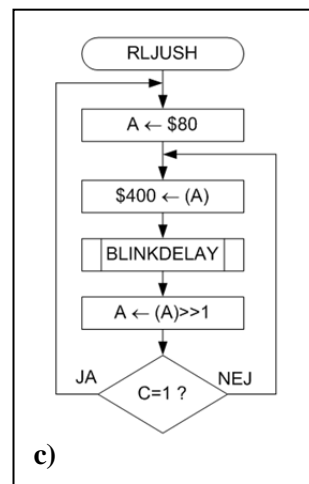 RLJUSH
A ← $80
$400 ← (A)
BLINKDELAY
A ← (A)>>1
JA
NEJ
C=1 ?
c)